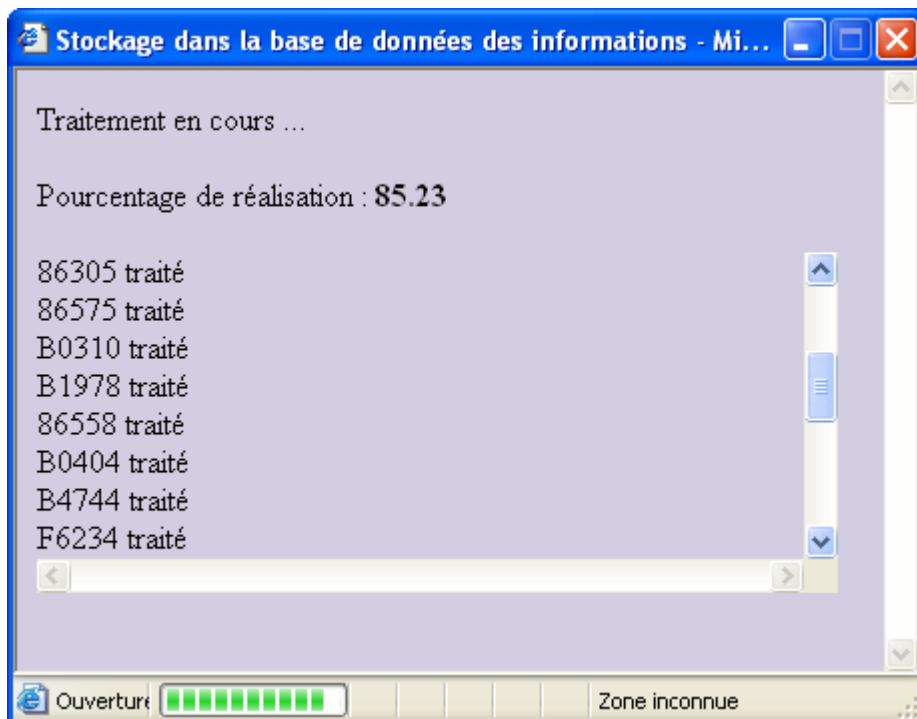 Stockage dans la base de données des informations - Mi...
Traitement en cours ...
Pourcentage de réalisation : 85.23
86305 traité
86575 traité
B0310 traité
B1978 traité
86558 traité
B0404 traité
B4744 traité
F6234 traité
Ouverture
Zone inconnue